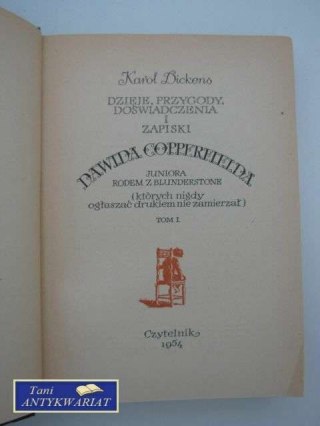 Karol Dickens
DZIEJE, PRZYGODY,
DOŚWIADCZENIA
I
ZAPISKI
DAWIDA COPPERFIELDA
JUNIORA
RODEM Z BLUNDERSTONE
(których nigdy
ogłaszać drukiem nie zamierzał)
TOM I.
Czytelnik
1954
Tani
ANTYKWARIAT